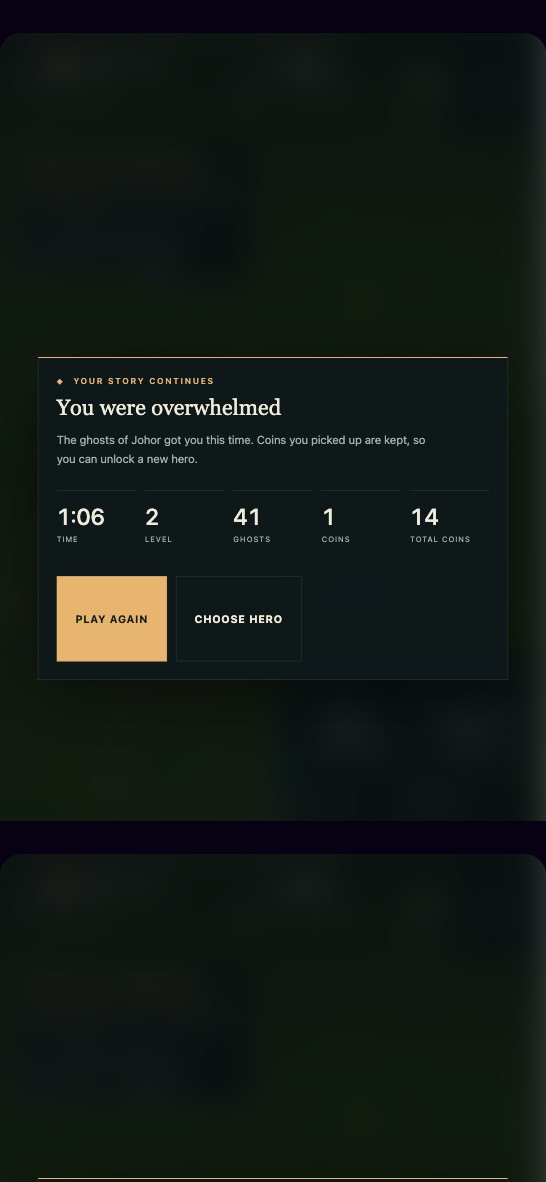 ◆ YOUR STORY CONTINUES
You were overwhelmed
The ghosts of Johor got you this time. Coins you picked up are kept, so
you can unlock a new hero.
1:06 2 41 1 14
TIME LEVEL GHOSTS COINS TOTAL COINS
PLAY AGAIN CHOOSE HERO